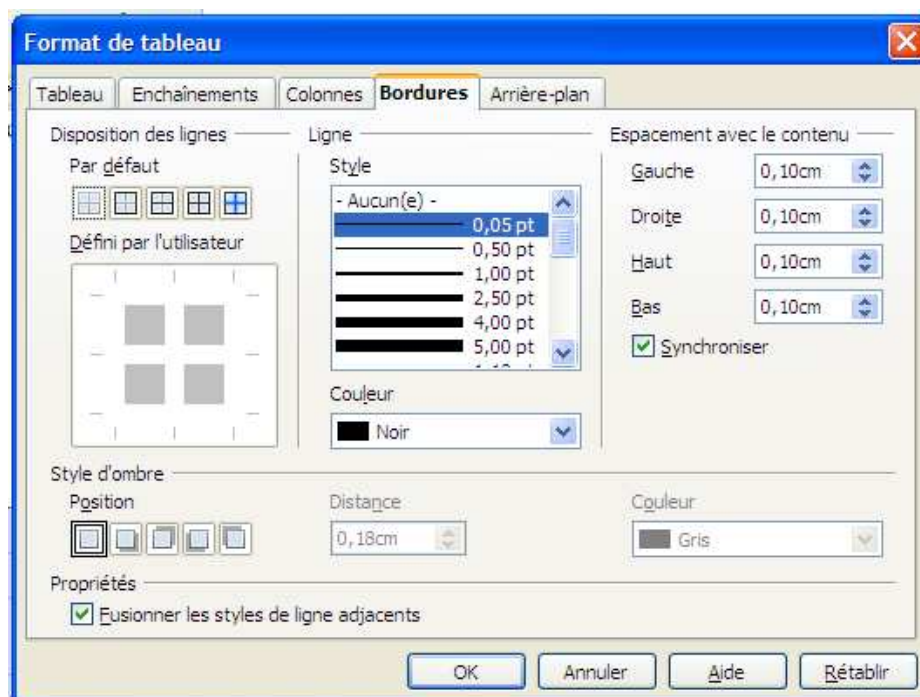 Format de tableau
Tableau Enchaînements Colonnes Bordures Arrière-plan
Disposition des lignes
Par défaut
Défini par l'utilisateur
Ligne
Style
- Aucun(e) -
0,05 pt
0,50 pt
1,00 pt
2,50 pt
4,00 pt
5,00 pt
Couleur
Noir
Espacement avec le contenu
Gauche 0,10cm
Droite 0,10cm
Haut 0,10cm
Bas 0,10cm
Synchroniser
Style d'ombre
Position
Distance
0,18cm
Couleur
Gris
Propriétés
Fusionner les styles de ligne adjacents
OK Annuler Aide Rétablir